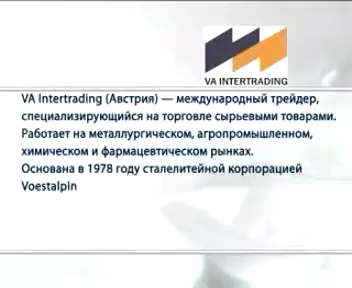 VA INTERTRADING
VA Intertrading (Австрия) — международный трейдер,
специализирующийся на торговле сырьевыми товарами.
Работает на металлургическом, агропромышленном,
химическом и фармацевтическом рынках.
Основана в 1978 году сталелитейной корпорацией
Voestalpin